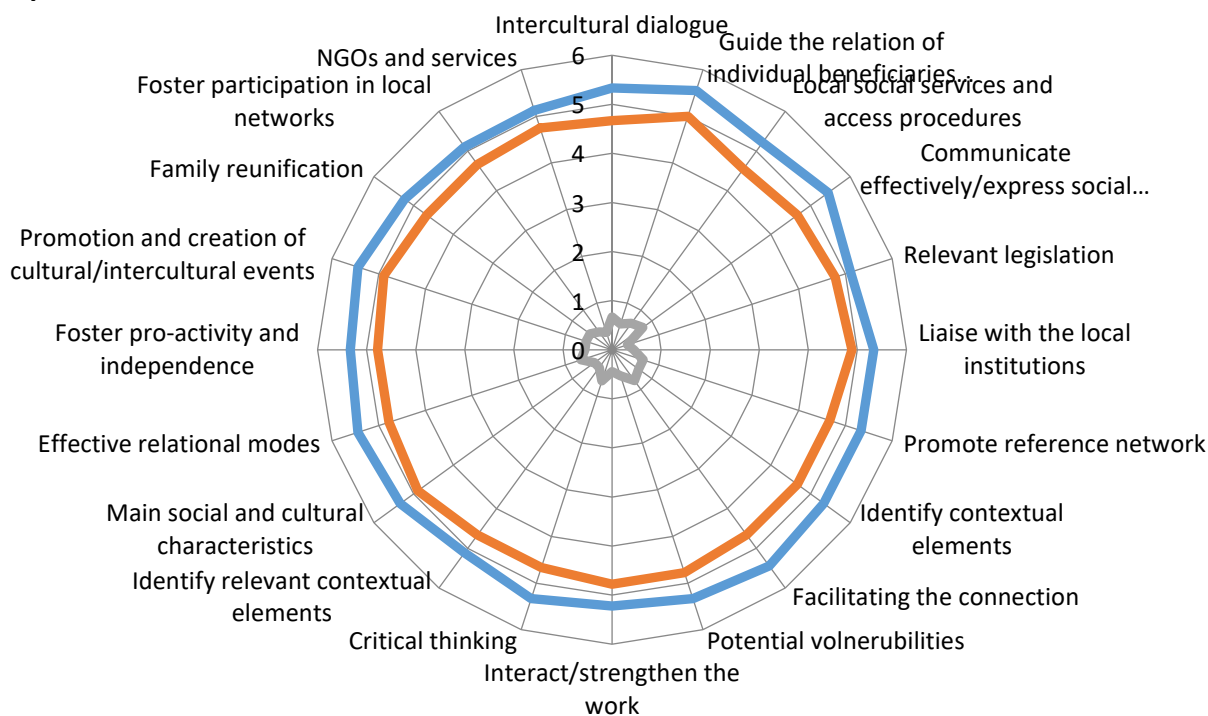 Intercultural dialogue
Guide the relation of
individual beneficiaries…
Local social services and
access procedures
Communicate
effectively/express social…
Relevant legislation
Liaise with the local
institutions
Promote reference network
Identify contextual
elements
Facilitating the connection
Potential volnerubilities
Interact/strengthen the
work
Critical thinking
Identify relevant contextual
elements
Main social and cultural
characteristics
Effective relational modes
Foster pro-activity and
independence
Promotion and creation of
cultural/intercultural events
Family reunification
Foster participation in local
networks
NGOs and services
6
5
4
3
2
1
0